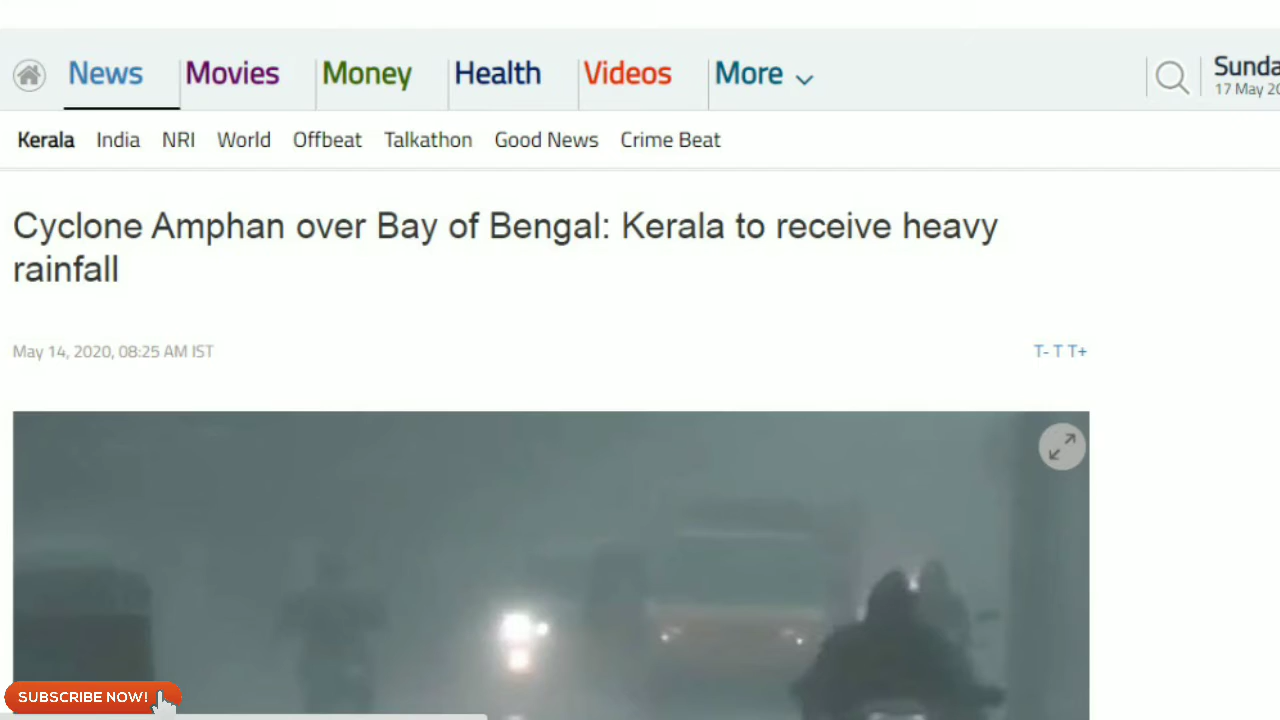 News Movies Money Health Videos More Sunda
17 May 20
Kerala India NRI World Offbeat Talkathon Good News Crime Beat
Cyclone Amphan over Bay of Bengal: Kerala to receive heavy
rainfall
May 14, 2020, 08:25 AM IST T- T T+
SUBSCRIBE NOW!